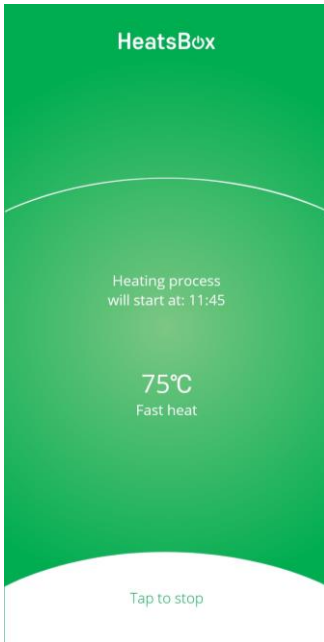 HeatsBox
Heating process
will start at: 11:45
75°C
Fast heat
Tap to stop